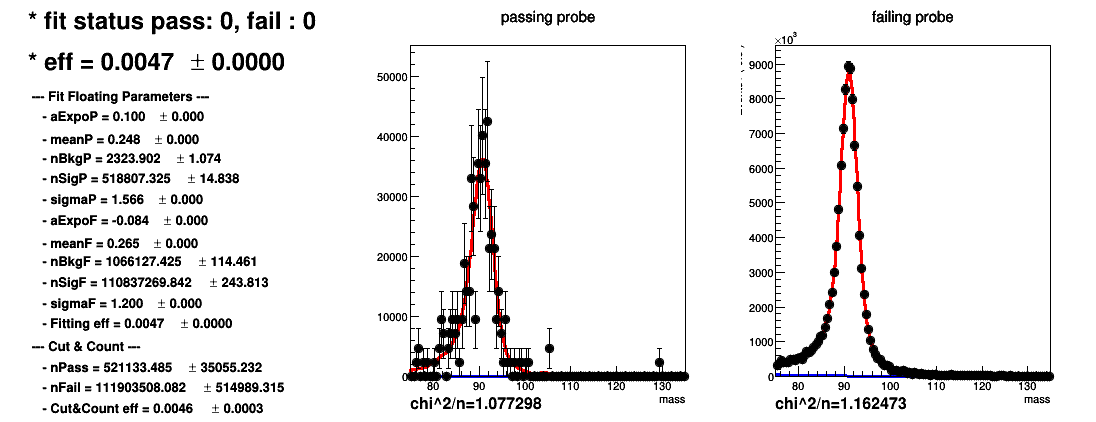 * fit status pass: 0, fail : 0
* eff = 0.0047 ± 0.0000
--- Fit Floating Parameters ---
- aExpoP = 0.100 ± 0.000
- meanP = 0.248 ± 0.000
- nBkgP = 2323.902 ± 1.074
- nSigP = 518807.325 ± 14.838
- sigmaP = 1.566 ± 0.000
- aExpoF = -0.084 ± 0.000
- meanF = 0.265 ± 0.000
- nBkgF = 1066127.425 ± 114.461
- nSigF = 110837269.842 ± 243.813
- sigmaF = 1.200 ± 0.000
- Fitting eff = 0.0047 ± 0.0000
--- Cut & Count ---
- nPass = 521133.485 ± 35055.232
- nFail = 111903508.082 ± 514989.315
- Cut&Count eff = 0.0046 ± 0.0003
passing probe
50000
40000
30000
20000
10000
0
80 90 100 110 120 130
mass
chi^2/n=1.077298
failing probe
×10³
9000
8000
7000
6000
5000
4000
3000
2000
1000
0
80 90 100 110 120 130
mass
chi^2/n=1.162473